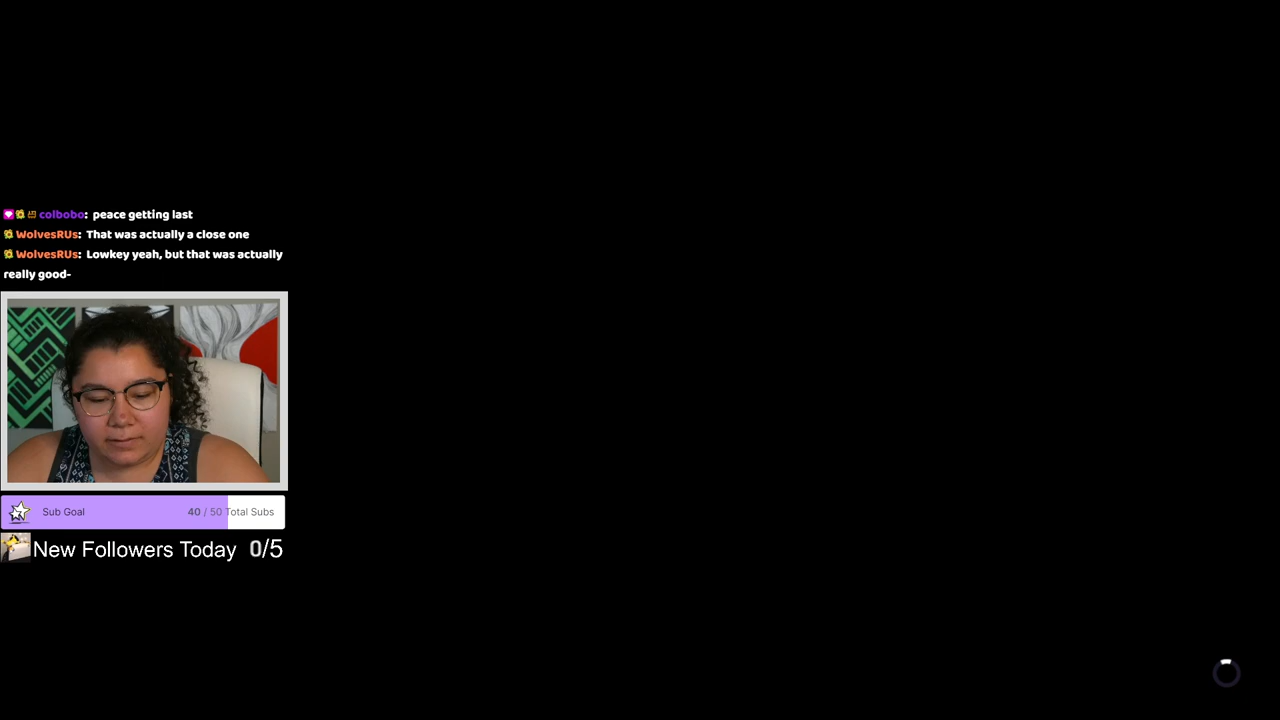 colbobo: peace getting last
WolvesRUs: That was actually a close one
WolvesRUs: Lowkey yeah, but that was actually
really good-
Sub Goal 40 / 50 Total Subs
New Followers Today 0/5